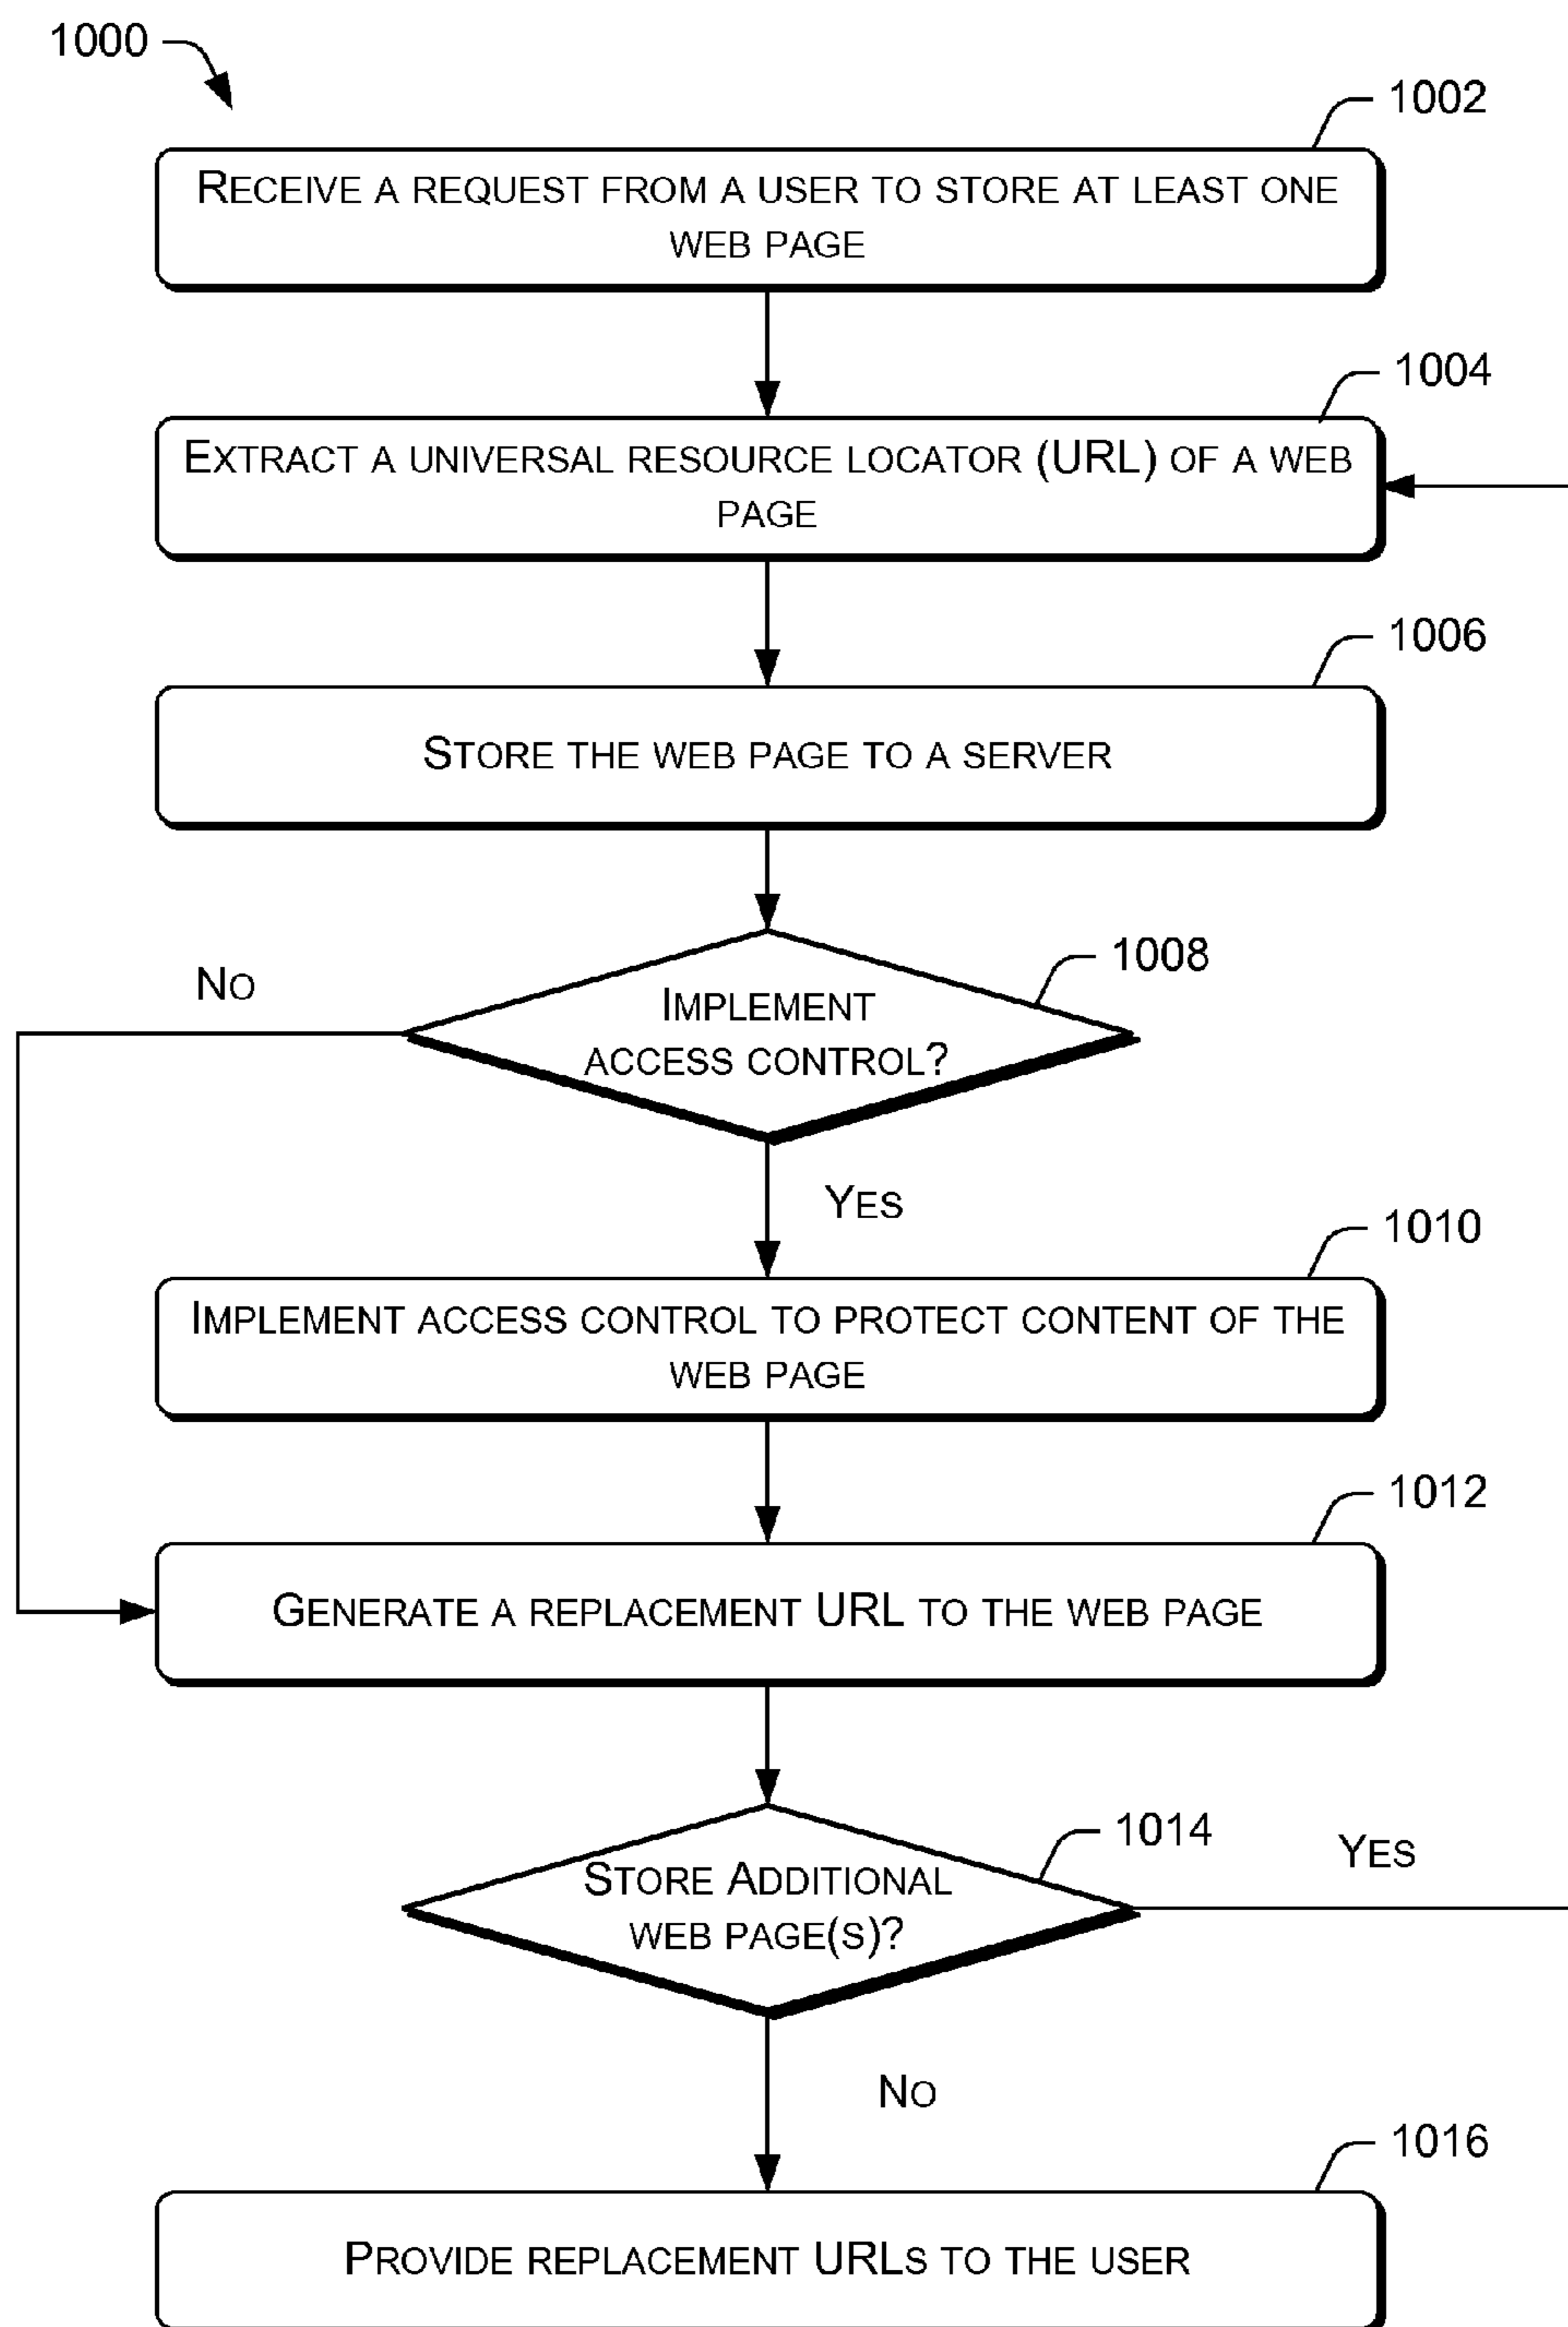 1000
1002
RECEIVE A REQUEST FROM A USER TO STORE AT LEAST ONE
WEB PAGE
1004
EXTRACT A UNIVERSAL RESOURCE LOCATOR (URL) OF A WEB
PAGE
1006
STORE THE WEB PAGE TO A SERVER
1008
NO
IMPLEMENT
ACCESS CONTROL?
YES
1010
IMPLEMENT ACCESS CONTROL TO PROTECT CONTENT OF THE
WEB PAGE
1012
GENERATE A REPLACEMENT URL TO THE WEB PAGE
1014
YES
STORE ADDITIONAL
WEB PAGE(S)?
NO
1016
PROVIDE REPLACEMENT URLS TO THE USER